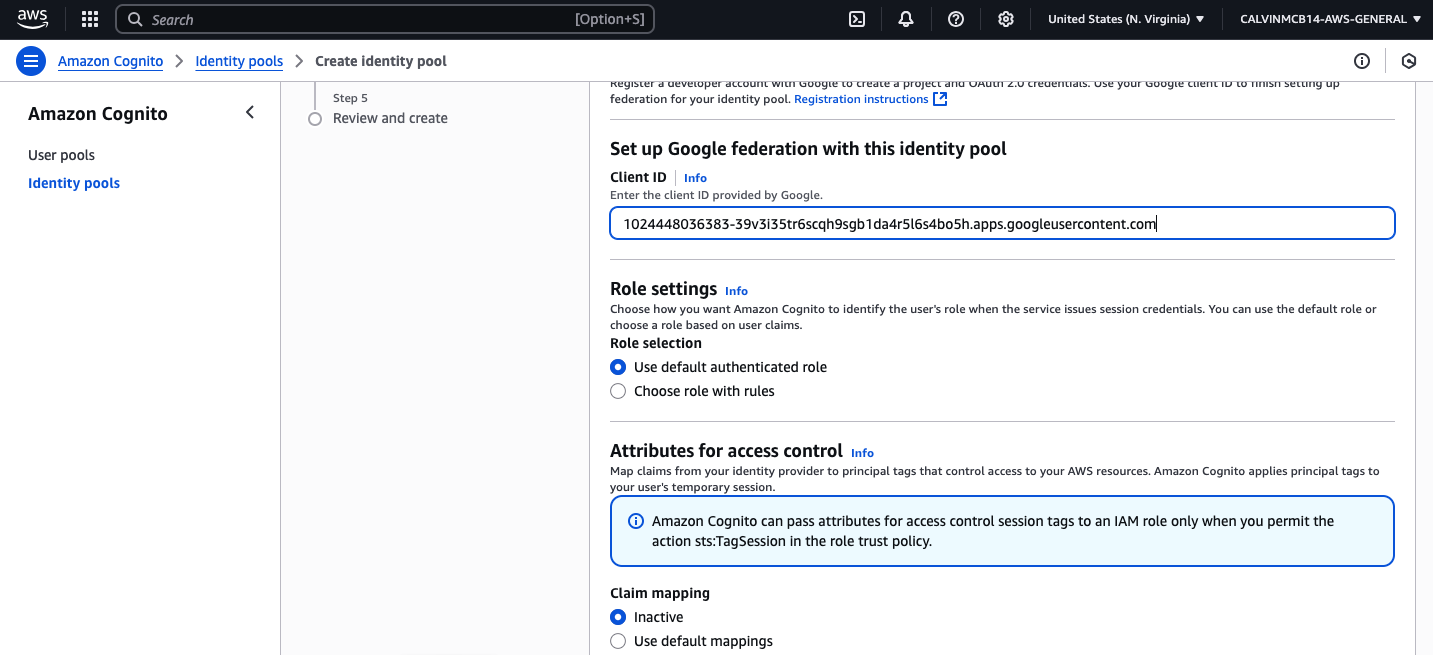 aws
Search
[Option+S]
United States (N. Virginia) ▼
CALVINMCB14-AWS-GENERAL ▼
Amazon Cognito > Identity pools > Create identity pool
Amazon Cognito
User pools
Identity pools
Step 5
Review and create
Register a developer account with Google to create a project and OAuth 2.0 credentials. Use your Google client ID to finish setting up
federation for your identity pool. Registration instructions
Set up Google federation with this identity pool
Client ID | Info
Enter the client ID provided by Google.
1024448036383-39v3i35tr6scqh9sgb1da4r5l6s4bo5h.apps.googleusercontent.com
Role settings Info
Choose how you want Amazon Cognito to identify the user's role when the service issues session credentials. You can use the default role or
choose a role based on user claims.
Role selection
Use default authenticated role
Choose role with rules
Attributes for access control Info
Map claims from your identity provider to principal tags that control access to your AWS resources. Amazon Cognito applies principal tags to
your user's temporary session.
Amazon Cognito can pass attributes for access control session tags to an IAM role only when you permit the
action sts:TagSession in the role trust policy.
Claim mapping
Inactive
Use default mappings